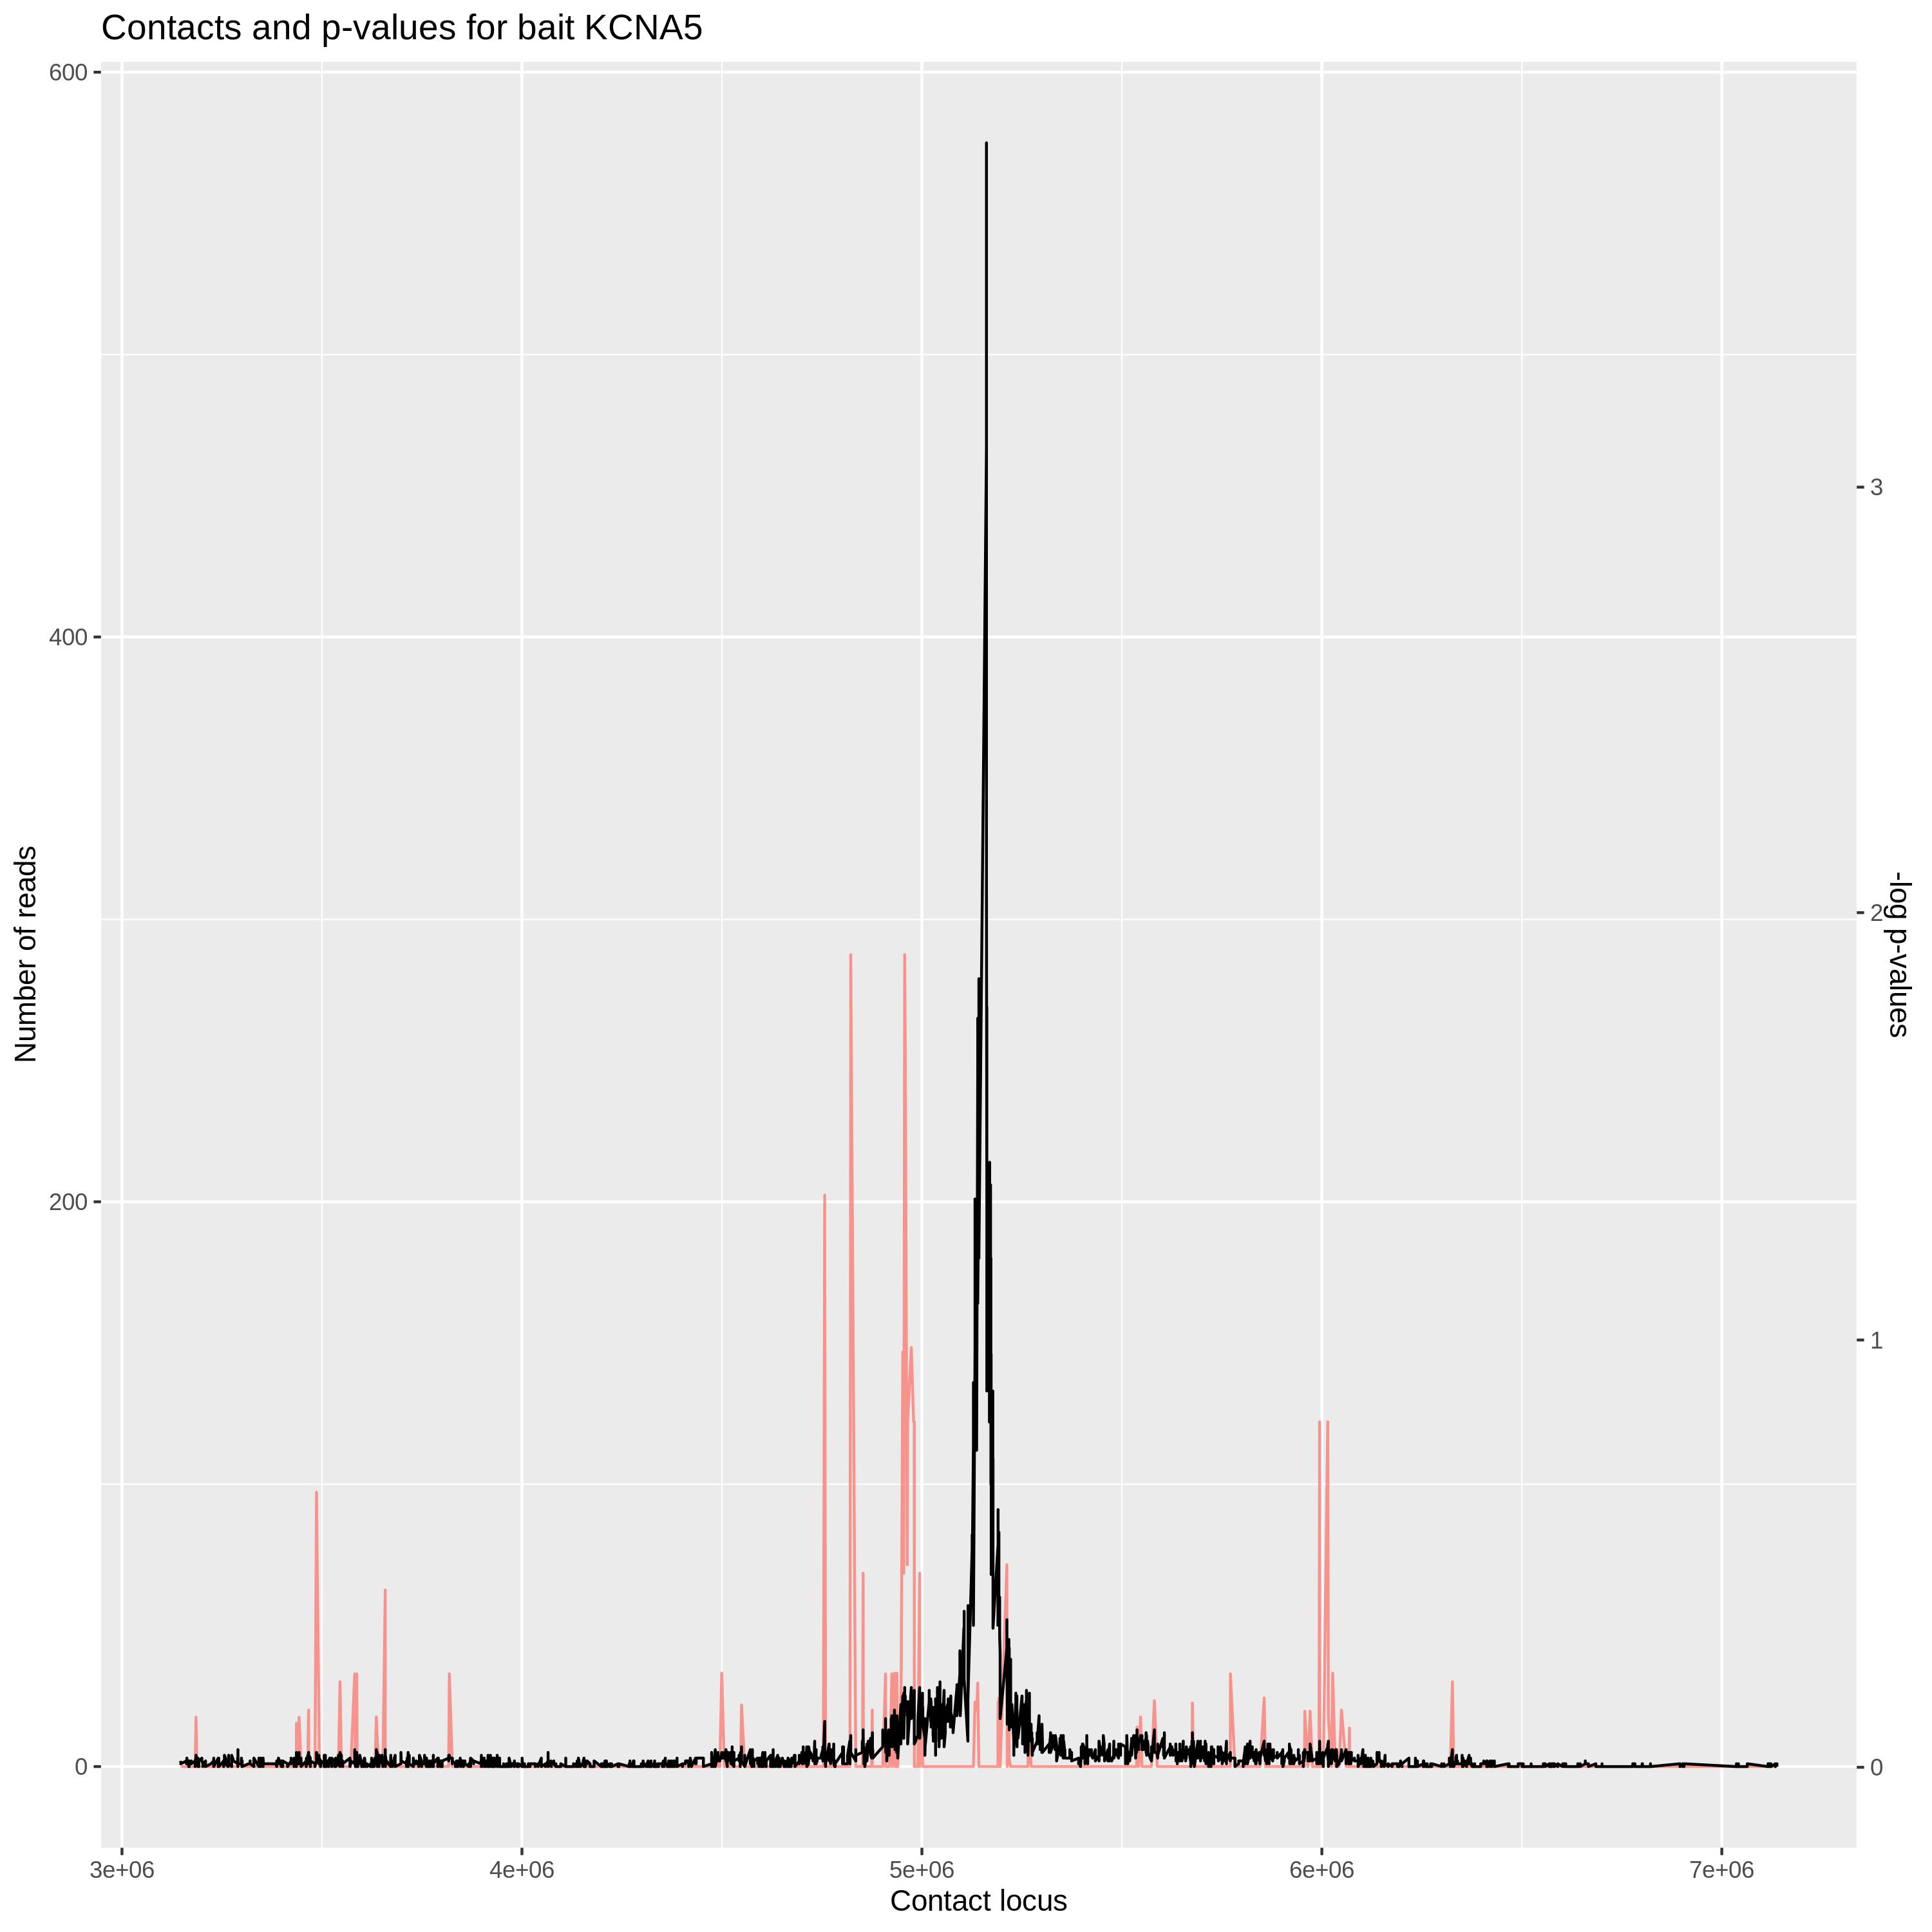 Contacts and p-values for bait KCNA5
600
400
200
0
Number of reads
3
2
1
0
-log p-values
3e+06
4e+06
5e+06
6e+06
7e+06
Contact locus